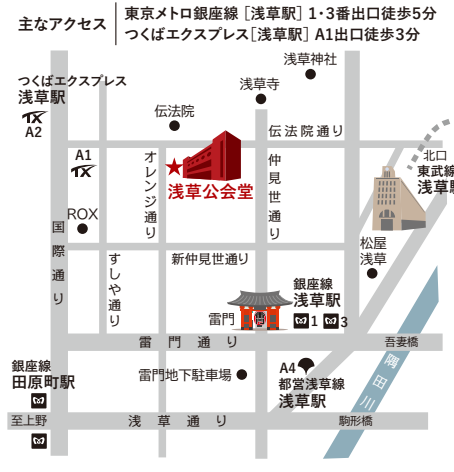 主なアクセス
東京メトロ銀座線 [浅草駅] 1・3番出口徒歩5分
つくばエクスプレス[浅草駅] A1出口徒歩3分
浅草神社
つくばエクスプレス
浅草駅
TX
A2
浅草寺
伝法院
伝法院通り
A1
TX
オレンジ通り
浅草公会堂
仲見世通り
北口
東武線
浅草駅
ROX
国際通り
すしや通り
新仲見世通り
松屋
浅草
銀座線
浅草駅
1
3
雷門
雷門通り
吾妻橋
銀座線
田原町駅
雷門地下駐車場
A4
都営浅草線
浅草駅
隅田川
至上野
浅草通り
駒形橋